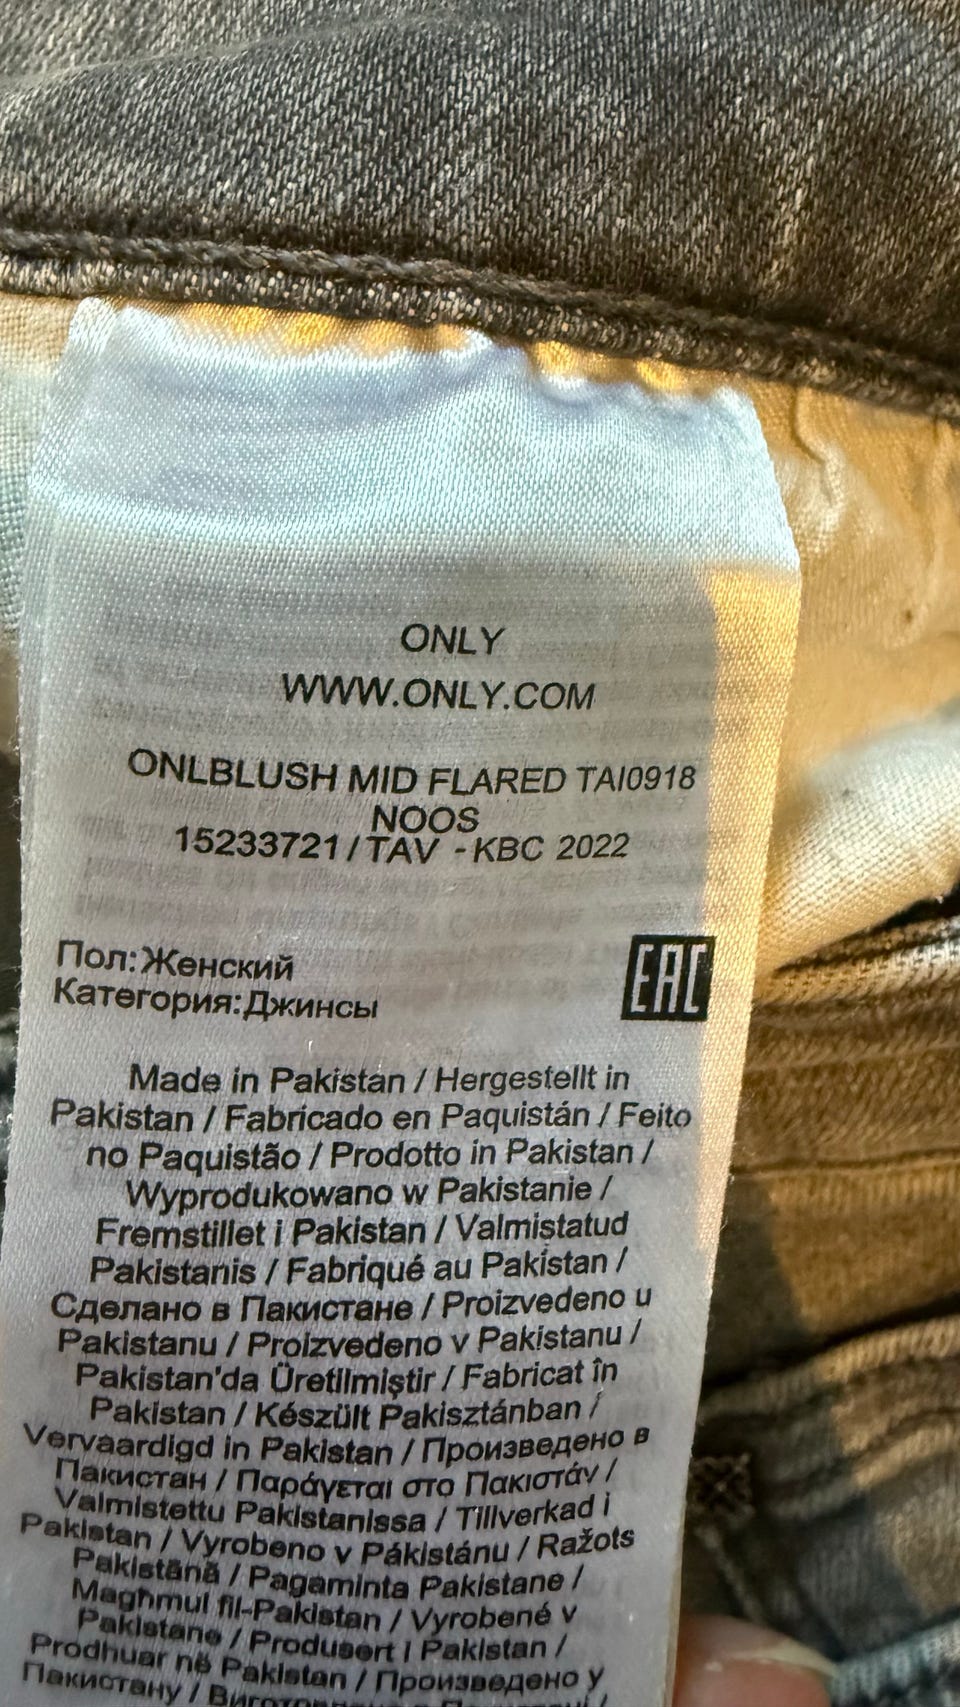 ONLY
WWW.ONLY.COM
ONLBLUSH MID FLARED TAI0918
NOOS
15233721 / TAV - KBC 2022
Пол:Женский
Категория:Джинсы
EAC
Made in Pakistan / Hergestellt in
Pakistan / Fabricado en Paquistán / Feito
no Paquistão / Prodotto in Pakistan /
Wyprodukowano w Pakistanie /
Fremstillet i Pakistan / Valmistatud
Pakistanis / Fabriqué au Pakistan /
Сделано в Пакистане / Proizvedeno u
Pakistanu / Proizvedeno v Pakistanu /
Pakistan'da Üretilmiştir / Fabricat în
Pakistan / Készült Pakisztánban /
Vervaardigd in Pakistan / Произведено в
Пакистан / Παράγεται στο Πακιστάν /
Valmistettu Pakistanissa / Tillverkad i
Pakistan / Vyrobeno v Pákistánu / Ražots
Pakistānā / Pagaminta Pakistane /
Magħmul fil-Pakistan / Vyrobené v
Pakistane / Produsert i Pakistan /
Prodhuar në Pakistan / Произведено у
Пакистану /